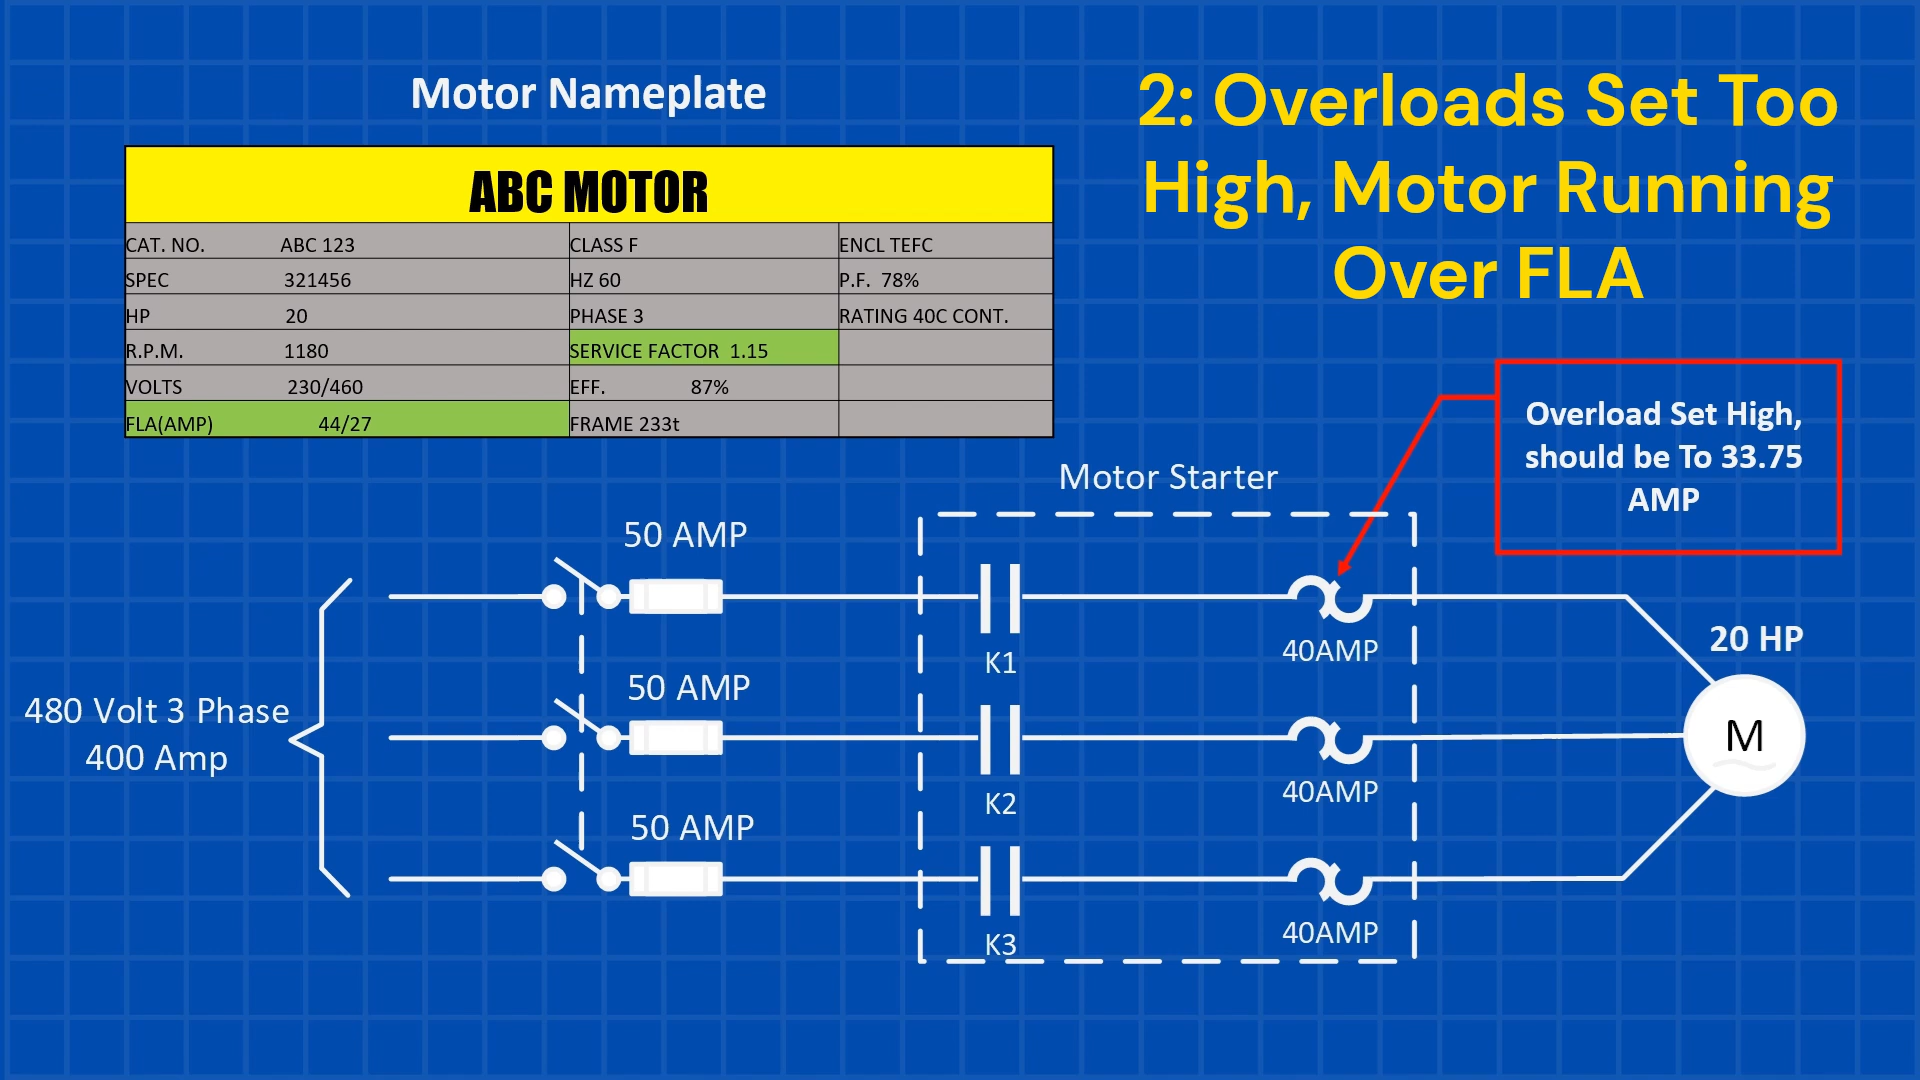 Motor Nameplate
2: Overloads Set Too
High, Motor Running
Over FLA
ABC MOTOR
CAT. NO. ABC 123 CLASS F ENCL TEFC
SPEC 321456 HZ 60 P.F. 78%
HP 20 PHASE 3 RATING 40C CONT.
R.P.M. 1180 SERVICE FACTOR 1.15
VOLTS 230/460 EFF. 87%
FLA(AMP) 44/27 FRAME 233t
Overload Set High,
should be To 33.75
AMP
Motor Starter
50 AMP
K1
40AMP
20 HP
50 AMP
480 Volt 3 Phase
400 Amp
M
K2
40AMP
50 AMP
K3
40AMP